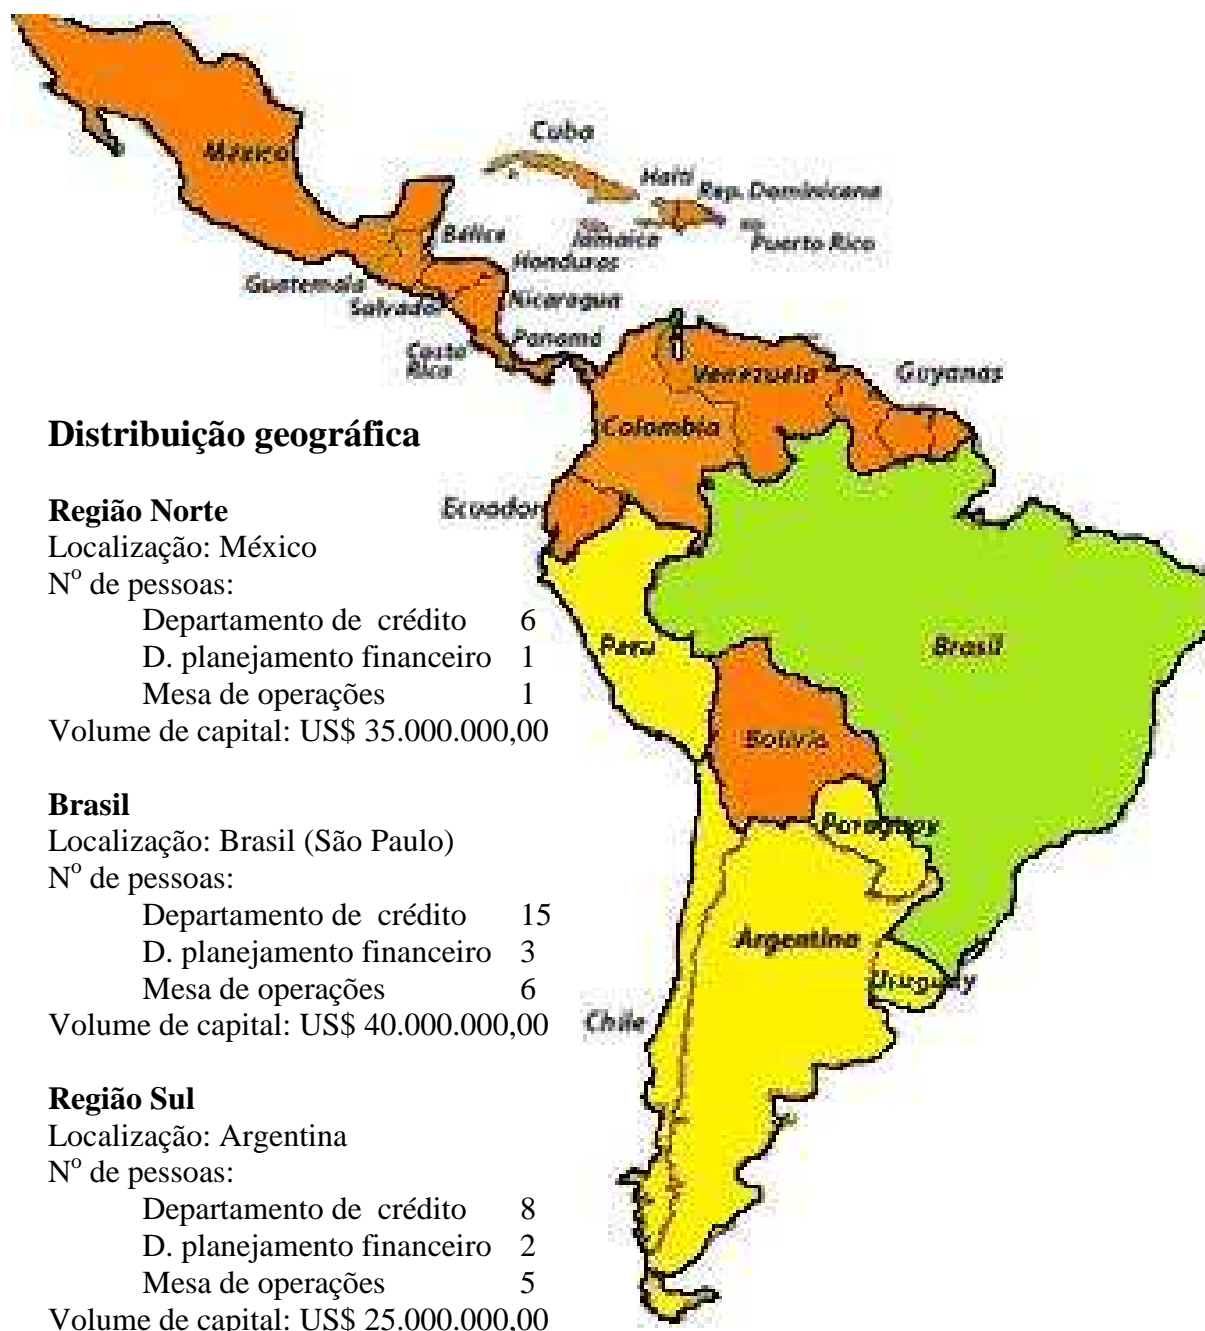 Cuba
México
Haití
Rep. Dominicana
Bélice
Jamaica
Puerto Rico
Honduras
Guatemala
Salvador
Nicaragua
Panamá
Costa
Rica
Venezuela
Guyanas
Colombia
Distribuição geográfica
Ecuador
Região Norte
Localização: México
Nº de pessoas:
Departamento de crédito 6
D. planejamento financeiro 1
Mesa de operações 1
Volume de capital: US$ 35.000.000,00
Perú
Brasil
Bolivia
Brasil
Localização: Brasil (São Paulo)
Nº de pessoas:
Departamento de crédito 15
D. planejamento financeiro 3
Mesa de operações 6
Volume de capital: US$ 40.000.000,00
Paraguay
Argentina
Uruguay
Chile
Região Sul
Localização: Argentina
Nº de pessoas:
Departamento de crédito 8
D. planejamento financeiro 2
Mesa de operações 5
Volume de capital: US$ 25.000.000,00